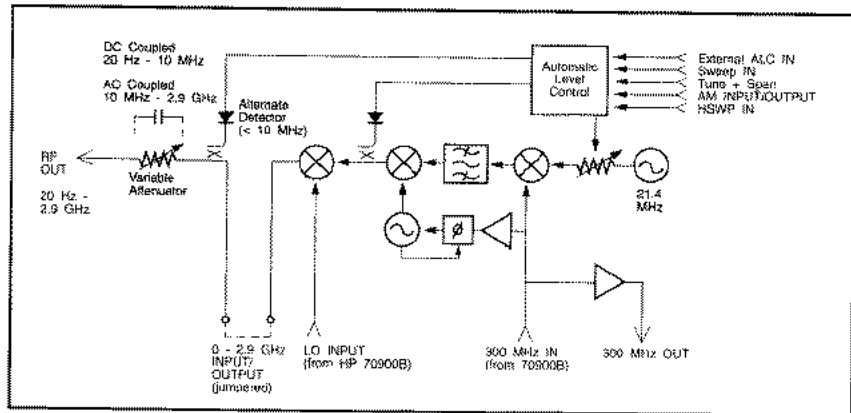 DC Coupled
20 Hz - 10 MHz
AC Coupled
10 MHz - 2.9 GHz
Alternate
Detector
(< 10 MHz)
Automatic
Level
Control
External ALC IN
Sweep IN
Tune + Span
AM INPUT/OUTPUT
HSWP IN
RF
OUT
20 Hz -
2.9 GHz
Variable
Attenuator
21.4
MHz
Ø
0 - 2.9 GHz
INPUT/
OUTPUT
(jumpered)
LO INPUT
(from HP 70900B)
300 MHz IN
(from 70900B)
300 MHz OUT